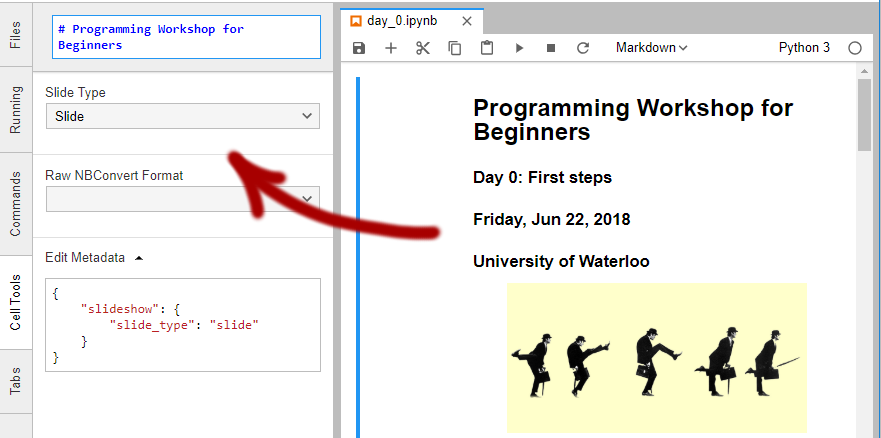 Files
Running
Commands
Cell Tools
Tabs
# Programming Workshop for
Beginners
Slide Type
Slide
Raw NBConvert Format
Edit Metadata
{
    "slideshow": {
        "slide_type": "slide"
    }
}
day_0.ipynb
Markdown Python 3
Programming Workshop for
Beginners
Day 0: First steps
Friday, Jun 22, 2018
University of Waterloo